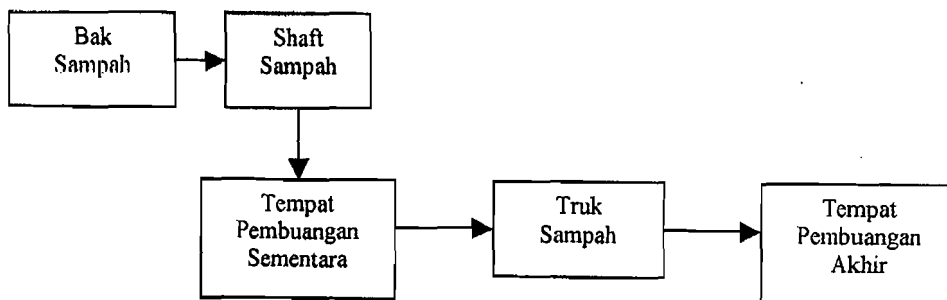 Bak
Sampah
Shaft
Sampah
Tempat
Pembuangan
Sementara
Truk
Sampah
Tempat
Pembuangan
Akhir